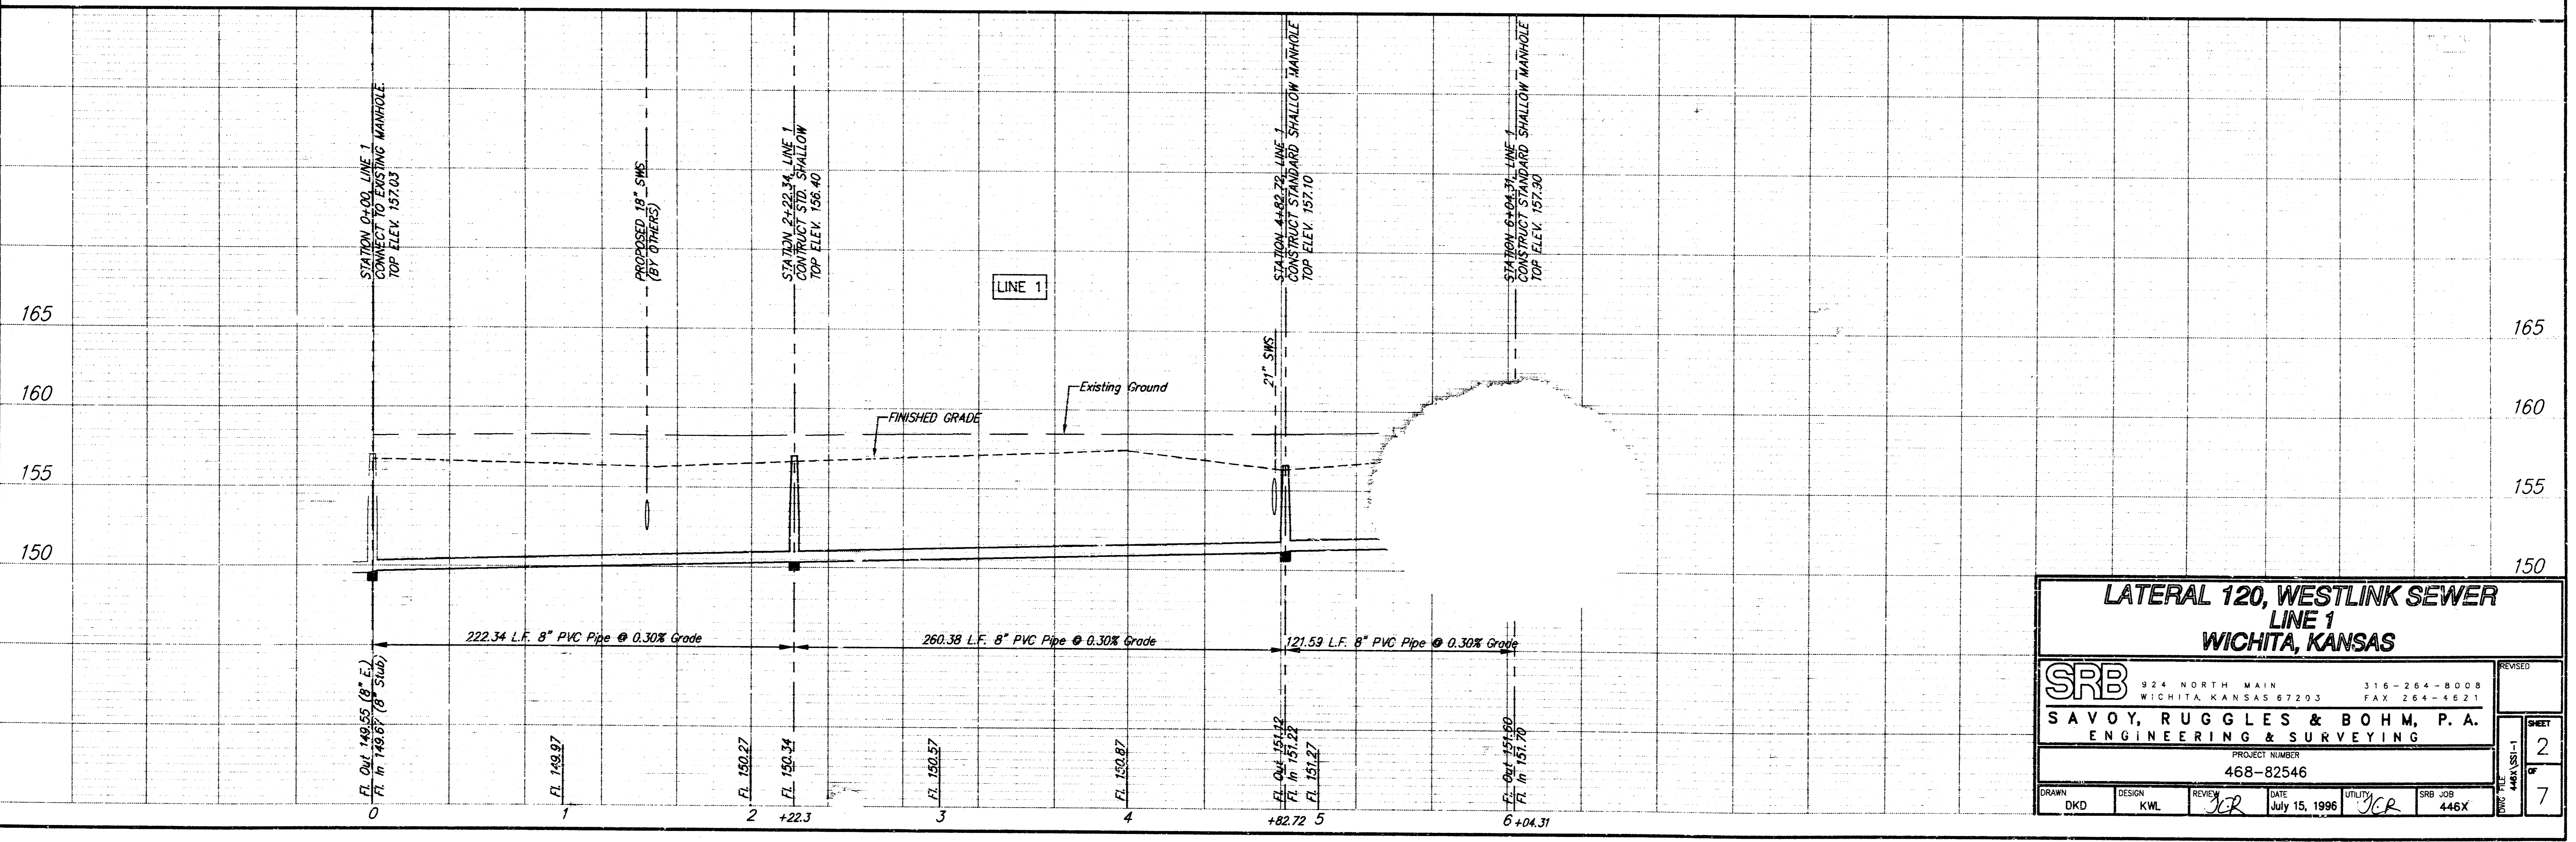 STATION 0+00, LINE 1
CONNECT TO EXISTING MANHOLE.
TOP ELEV. 157.03
PROPOSED 18" SWS
(BY OTHERS)
STATION 2+22.34, LINE 1
CONTRUCT STD. SHALLOW
TOP ELEV. 156.40
STATION 4+82.72, LINE 1
CONSTRUCT STANDARD SHALLOW MANHOLE
TOP ELEV. 157.10
STATION 6+04.31, LINE 1
CONSTRUCT STANDARD SHALLOW MANHOLE
TOP ELEV. 157.90
LINE 1
165
165
21" SWS
160
Existing Ground
160
FINISHED GRADE
155
155
150
150
222.34 L.F. 8" PVC Pipe @ 0.30% Grade
260.38 L.F. 8" PVC Pipe @ 0.30% Grade
121.59 L.F. 8" PVC Pipe @ 0.30% Grade
Fl. Out 149.55 (8" E.)
Fl. In 149.67 (8" Stub)
Fl. 149.97
Fl. 150.27
Fl. 150.34
Fl. 150.57
Fl. 150.87
Fl. Out 151.12
Fl. In 151.22
Fl. 151.27
Fl. Out 151.60
Fl. In 151.70
0
1
2
+22.3
3
4
+82.72
5
6
+04.31
LATERAL 120, WESTLINK SEWER
LINE 1
WICHITA, KANSAS
SRB
924 NORTH MAIN
316-264-8008
WICHITA, KANSAS 67203
FAX 264-4621
SAVOY, RUGGLES & BOHM, P. A.
ENGINEERING & SURVEYING
PROJECT NUMBER
468-82546
DRAWN
DKD
DESIGN
KWL
REVIEW
JCR
DATE
July 15, 1996
UTILITY
JCR
SRB JOB
446X
REVISED
DWG FILE
446X\SS1-1
SHEET
2
OF
7